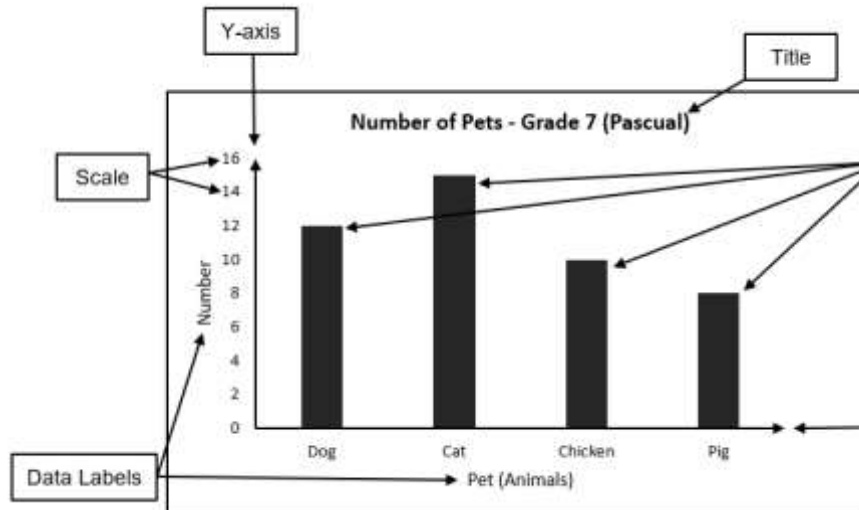 Y-axis
Title
Number of Pets - Grade 7 (Pascual)
Scale
16
14
12
10
8
6
4
2
0
Number
Dog Cat Chicken Pig
Data Labels
Pet (Animals)